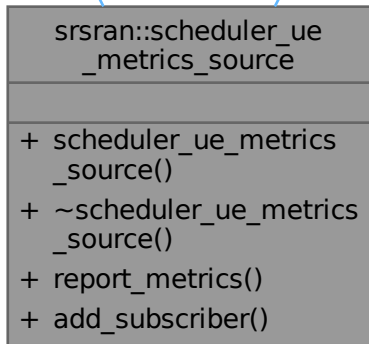 srsran::scheduler_ue
_metrics_source
+ scheduler_ue_metrics
_source()
+ ~scheduler_ue_metrics
_source()
+ report_metrics()
+ add_subscriber()